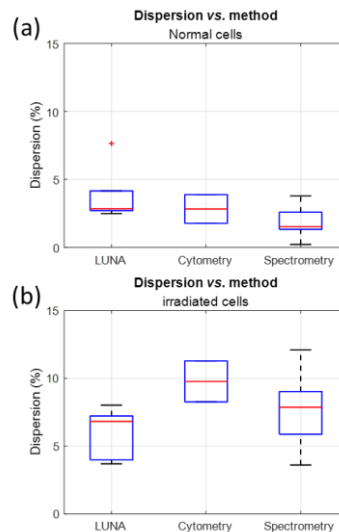 (a)
Dispersion vs. method
Normal cells
15
10
5
0
Dispersion (%)
LUNA Cytometry Spectrometry
(b)
Dispersion vs. method
irradiated cells
15
10
5
0
Dispersion (%)
LUNA Cytometry Spectrometry